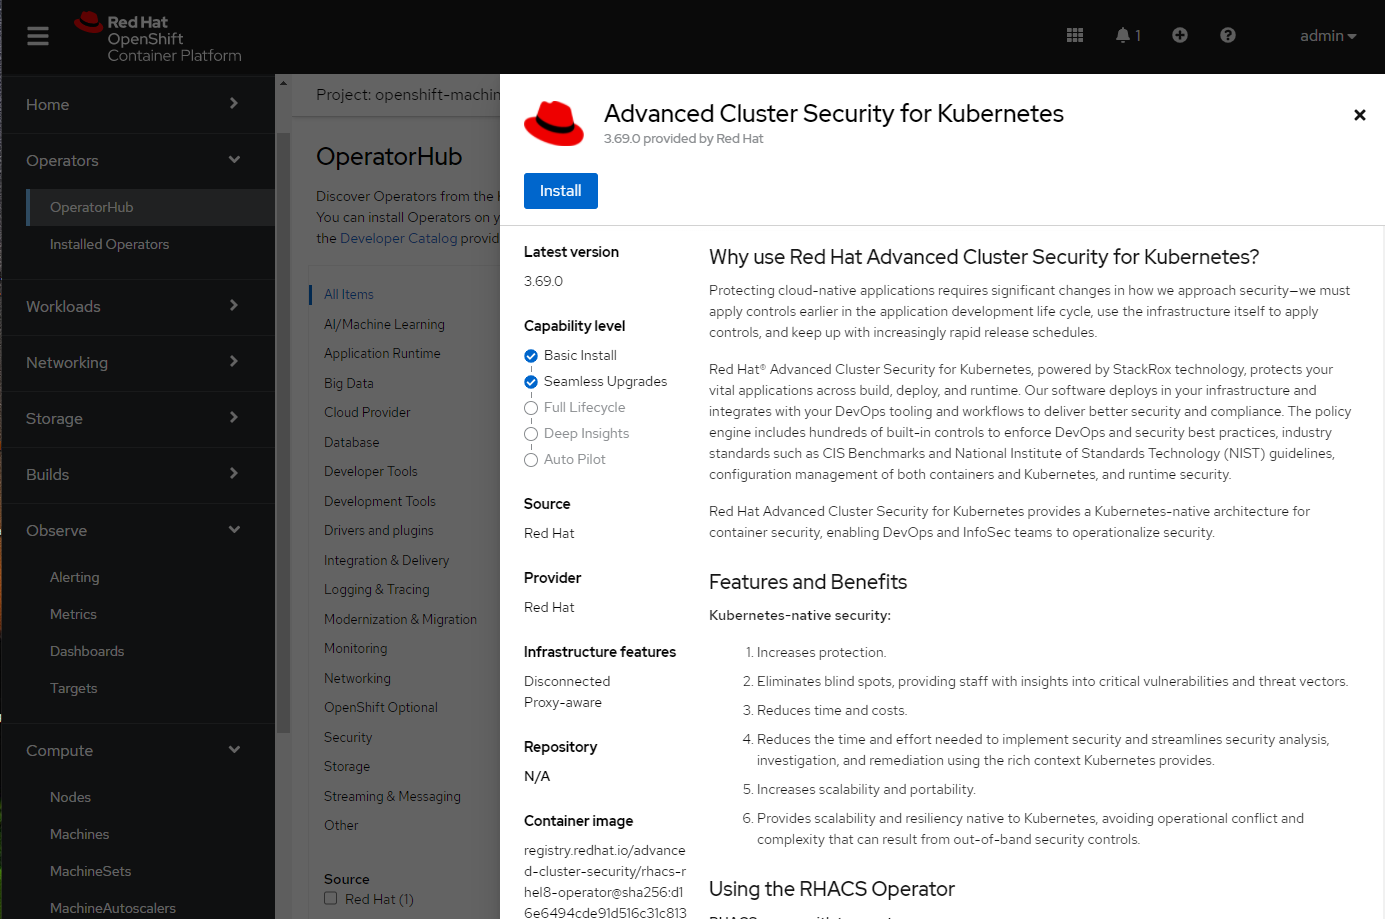 Red Hat
OpenShift
Container Platform
1
admin
Home
Operators
OperatorHub
Installed Operators
Workloads
Networking
Storage
Builds
Observe
Alerting
Metrics
Dashboards
Targets
Compute
Nodes
Machines
MachineSets
MachineAutoscalers
Project: openshift-machin
OperatorHub
Discover Operators from the
You can install Operators on
the Developer Catalog provid
All Items
AI/Machine Learning
Application Runtime
Big Data
Cloud Provider
Database
Developer Tools
Development Tools
Drivers and plugins
Integration & Delivery
Logging & Tracing
Modernization & Migration
Monitoring
Networking
OpenShift Optional
Security
Storage
Streaming & Messaging
Other
Source
Red Hat (1)
Advanced Cluster Security for Kubernetes
3.69.0 provided by Red Hat
Install
Latest version
3.69.0
Capability level
Basic Install
Seamless Upgrades
Full Lifecycle
Deep Insights
Auto Pilot
Source
Red Hat
Provider
Red Hat
Infrastructure features
Disconnected
Proxy-aware
Repository
N/A
Container image
registry.redhat.io/advance
d-cluster-security/rhacs-r
hel8-operator@sha256:d1
6e6494cde91d516c31c813
Why use Red Hat Advanced Cluster Security for Kubernetes?
Protecting cloud-native applications requires significant changes in how we approach security—we must
apply controls earlier in the application development life cycle, use the infrastructure itself to apply
controls, and keep up with increasingly rapid release schedules.
Red Hat® Advanced Cluster Security for Kubernetes, powered by StackRox technology, protects your
vital applications across build, deploy, and runtime. Our software deploys in your infrastructure and
integrates with your DevOps tooling and workflows to deliver better security and compliance. The policy
engine includes hundreds of built-in controls to enforce DevOps and security best practices, industry
standards such as CIS Benchmarks and National Institute of Standards Technology (NIST) guidelines,
configuration management of both containers and Kubernetes, and runtime security.
Red Hat Advanced Cluster Security for Kubernetes provides a Kubernetes-native architecture for
container security, enabling DevOps and InfoSec teams to operationalize security.
Features and Benefits
Kubernetes-native security:
1. Increases protection.
2. Eliminates blind spots, providing staff with insights into critical vulnerabilities and threat vectors.
3. Reduces time and costs.
4. Reduces the time and effort needed to implement security and streamlines security analysis,
investigation, and remediation using the rich context Kubernetes provides.
5. Increases scalability and portability.
6. Provides scalability and resiliency native to Kubernetes, avoiding operational conflict and
complexity that can result from out-of-band security controls.
Using the RHACS Operator